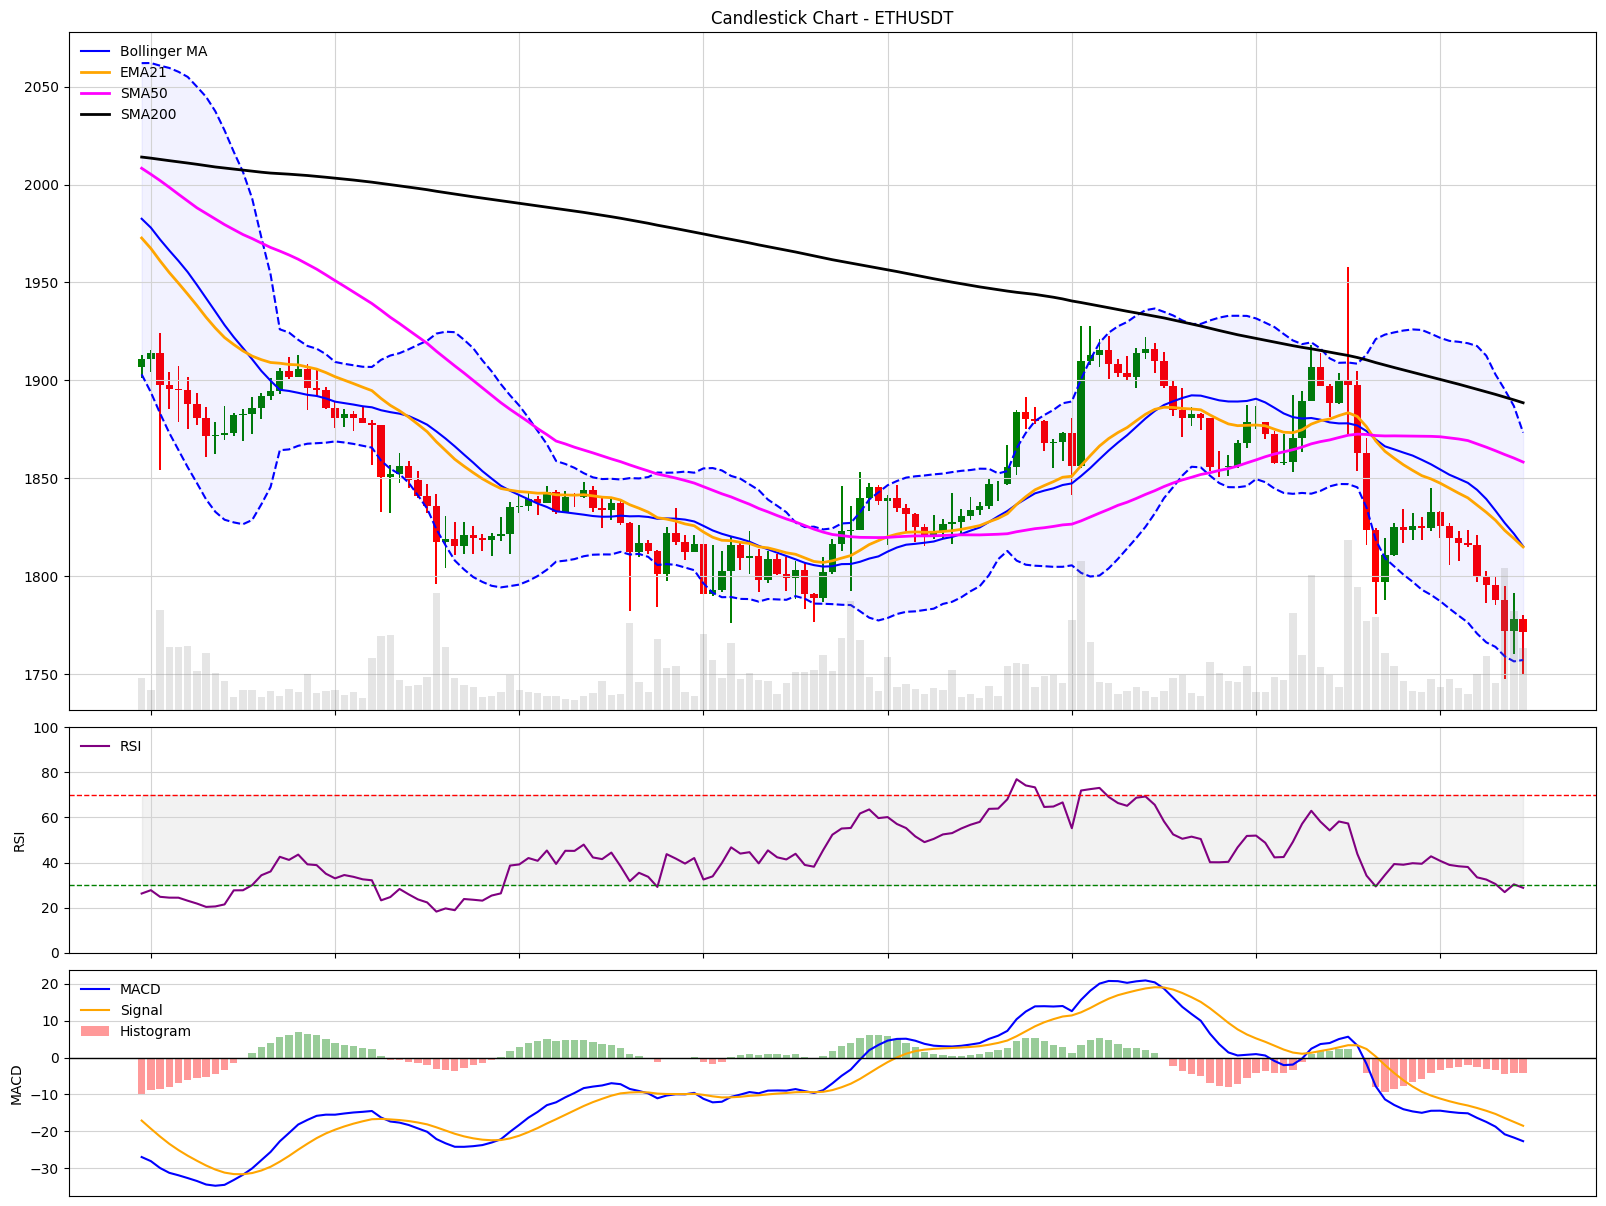 Candlestick Chart - ETHUSDT
Bollinger MA
EMA21
SMA50
SMA200
2050
2000
1950
1900
1850
1800
1750
RSI
100
80
60
40
20
0
RSI
MACD
Signal
Histogram
20
10
0
−10
−20
−30
MACD